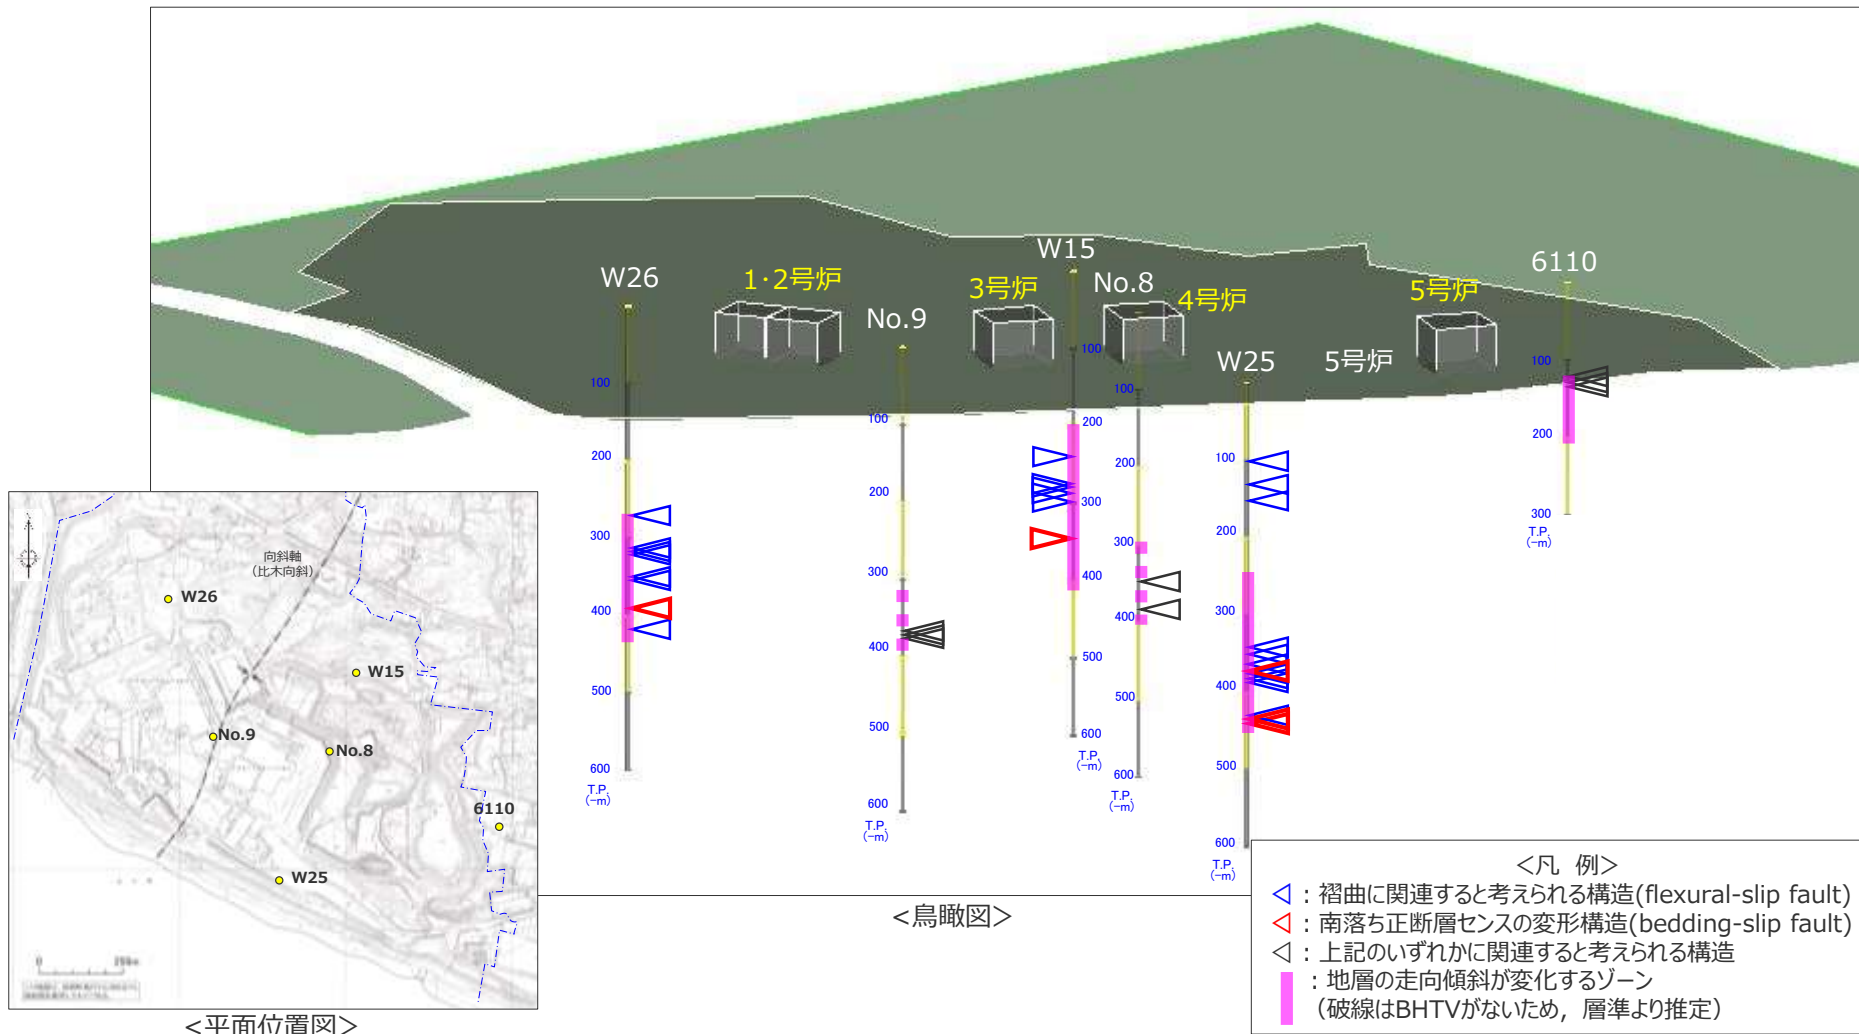 W26
1・2号炉
No.9
3号炉
W15
No.8
4号炉
W25
5号炉
5号炉
6110
100
200
300
400
500
600
T.P.
(−m)
100
200
300
400
500
600
T.P.
(−m)
100
200
300
400
500
600
T.P.
(−m)
100
200
300
400
500
600
T.P.
(−m)
100
200
300
400
500
600
T.P.
(−m)
100
200
300
T.P.
(−m)
向斜軸
(比木向斜)
W26
W15
No.9
No.8
6110
W25
0
<平面位置図>
<鳥瞰図>
<凡 例>
：褶曲に関連すると考えられる構造(flexural-slip fault)
：南落ち正断層センスの変形構造(bedding-slip fault)
：上記のいずれかに関連すると考えられる構造
：地層の走向傾斜が変化するゾーン
（破線はBHTVがないため，層準より推定）